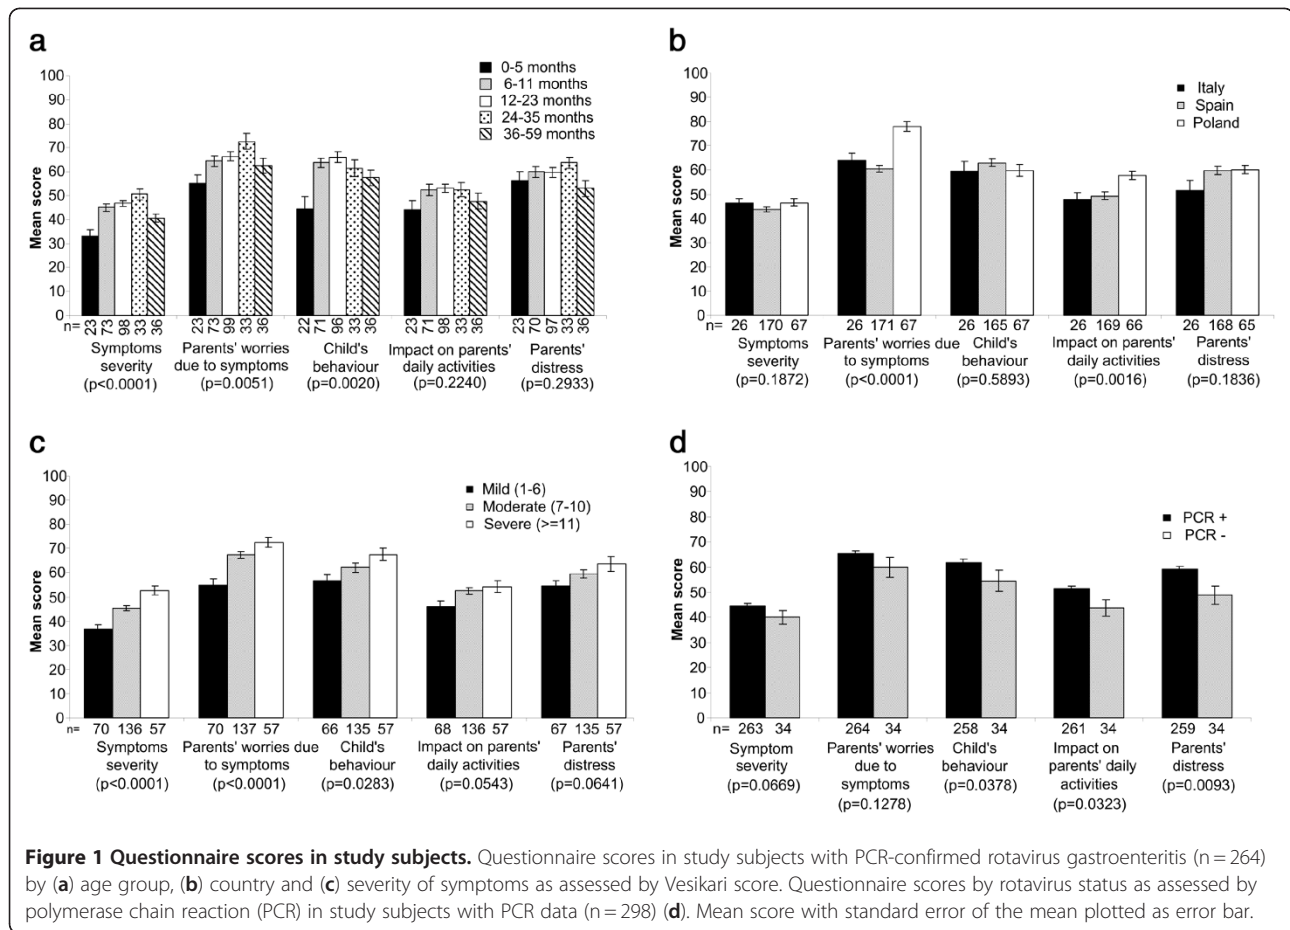 a
0-5 months
6-11 months
12-23 months
24-35 months
36-59 months
100
90
80
70
60
50
40
30
20
10
0
Mean score
n= 23 73 98 33 36 23 73 99 33 36 22 71 96 33 36 23 71 98 33 36 23 70 97 33 36
Symptoms Parents' worries Child's Impact on parents' Parents'
severity due to symptoms behaviour daily activities distress
(p<0.0001) (p=0.0051) (p=0.0020) (p=0.2240) (p=0.2933)
b
Italy
Spain
Poland
100
90
80
70
60
50
40
30
20
10
0
Mean score
n= 26 170 67 26 171 67 26 165 67 26 169 66 26 168 65
Symptoms Parents' worries due Child's Impact on parents' Parents'
severity to symptoms behaviour daily activities distress
(p=0.1872) (p<0.0001) (p=0.5893) (p=0.0016) (p=0.1836)
c
Mild (1-6)
Moderate (7-10)
Severe (>=11)
100
90
80
70
60
50
40
30
20
10
0
Mean score
n= 70 136 57 70 137 57 66 135 57 68 136 57 67 135 57
Symptoms Parents' worries due Child's Impact on parents' Parents'
severity to symptoms behaviour daily activities distress
(p<0.0001) (p<0.0001) (p=0.0283) (p=0.0543) (p=0.0641)
d
PCR +
PCR -
100
90
80
70
60
50
40
30
20
10
0
Mean score
n= 263 34 264 34 258 34 261 34 259 34
Symptom Parents' worries Child's Impact on Parents'
severity due to behaviour parents' daily distress
(p=0.0669) symptoms (p=0.0378) activities (p=0.0093)
(p=0.1278) (p=0.0323)
Figure 1 Questionnaire scores in study subjects. Questionnaire scores in study subjects with PCR-confirmed rotavirus gastroenteritis (n = 264)
by (a) age group, (b) country and (c) severity of symptoms as assessed by Vesikari score. Questionnaire scores by rotavirus status as assessed by
polymerase chain reaction (PCR) in study subjects with PCR data (n = 298) (d). Mean score with standard error of the mean plotted as error bar.